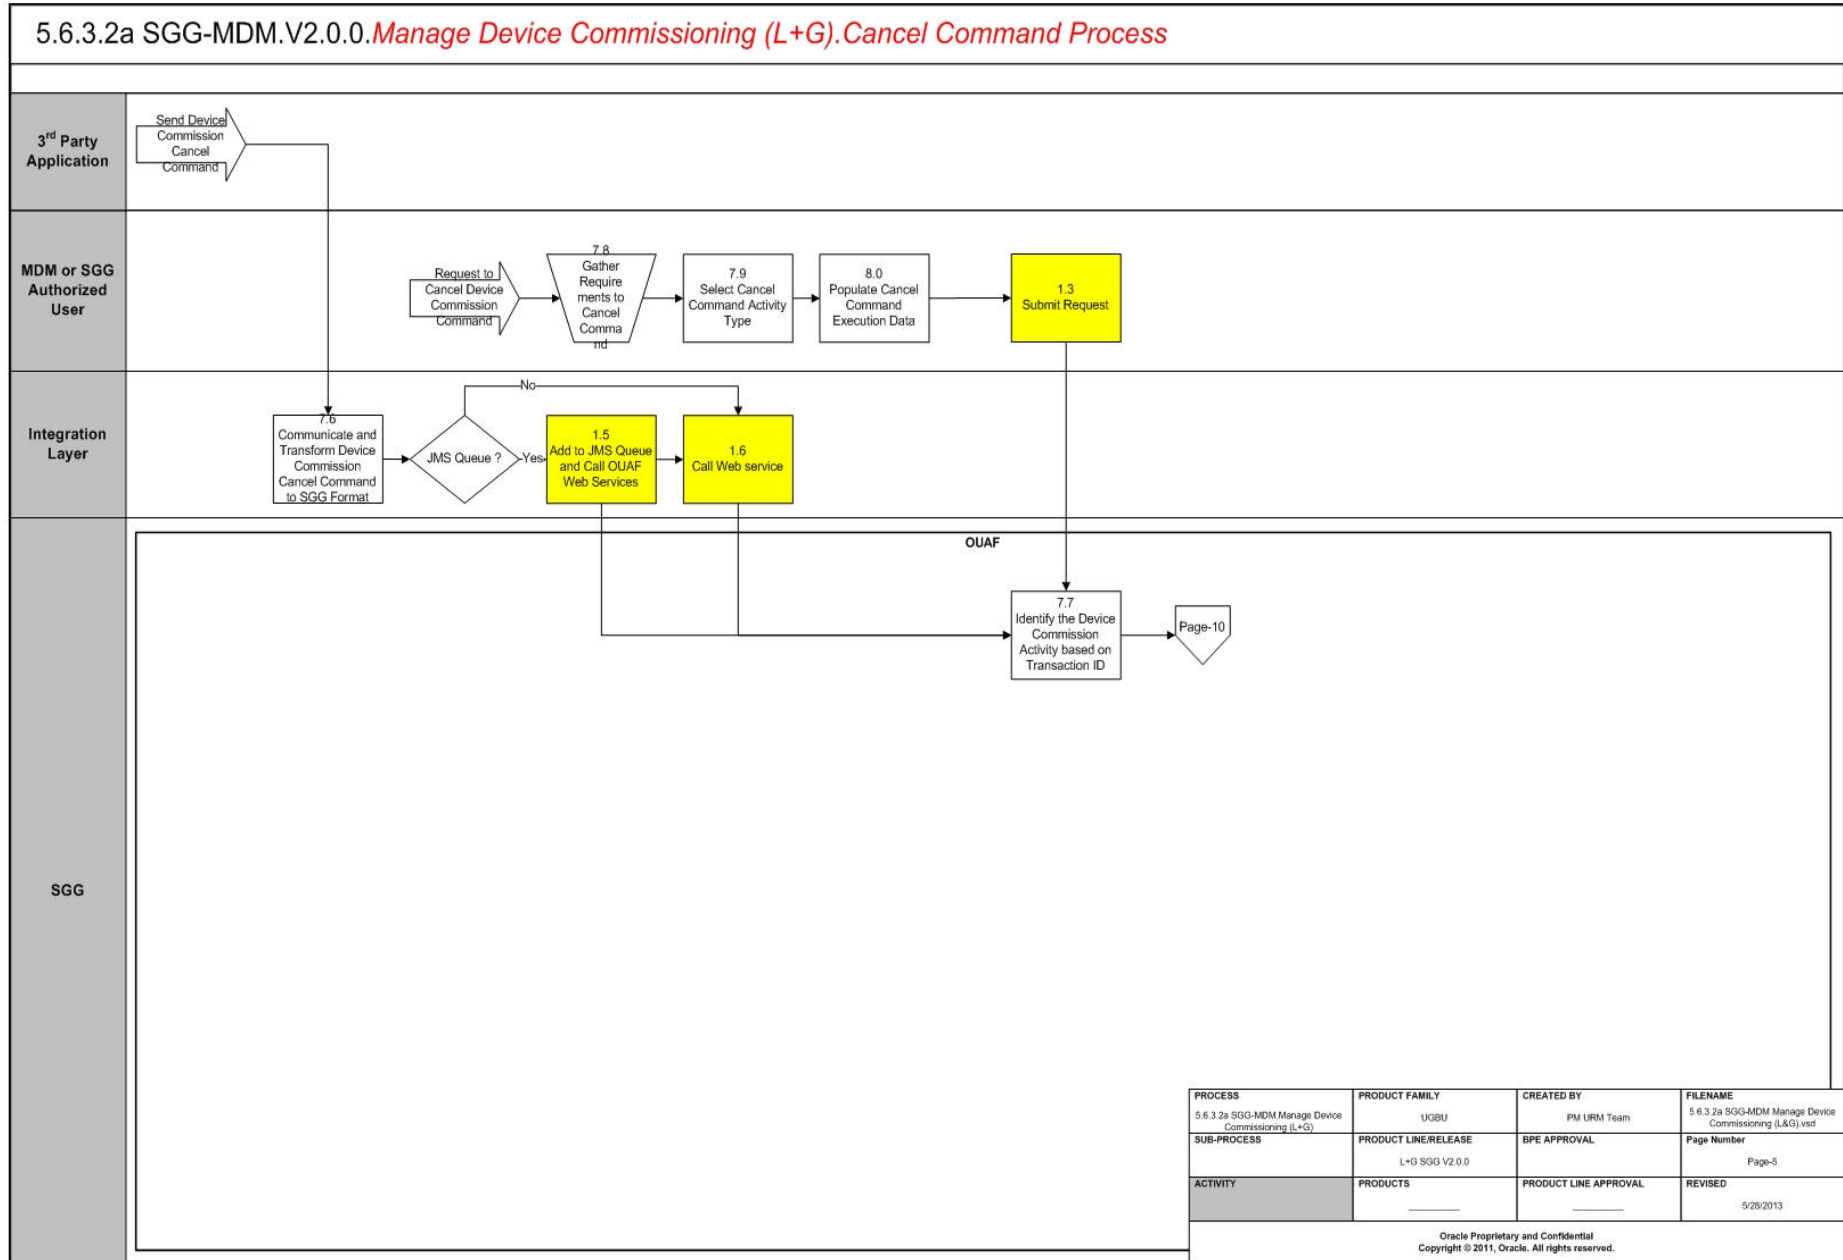 5.6.3.2a SGG-MDM.V2.0.0.Manage Device Commissioning (L+G).Cancel Command Process
3rd Party
Application
Send Device
Commission
Cancel
Command
MDM or SGG
Authorized
User
Request to
Cancel Device
Commission
Command
7.8
Gather
Require
ments to
Cancel
Comma
nd
7.9
Select Cancel
Command Activity
Type
8.0
Populate Cancel
Command
Execution Data
1.3
Submit Request
Integration
Layer
7.6
Communicate and
Transform Device
Commission
Cancel Command
to SGG Format
JMS Queue ?
No
Yes
1.5
Add to JMS Queue
and Call OUAF
Web Services
1.6
Call Web service
SGG
OUAF
7.7
Identify the Device
Commission
Activity based on
Transaction ID
Page-10
PROCESS
5.6.3.2a SGG-MDM.Manage Device
Commissioning (L+G)
PRODUCT FAMILY
UGBU
CREATED BY
PM URM Team
FILENAME
5.6.3.2a SGG-MDM.Manage Device
Commissioning (L&G).vsd
SUB-PROCESS
PRODUCT LINE/RELEASE
L+G SGG V2.0.0
BPE APPROVAL
Page Number
Page-5
ACTIVITY
PRODUCTS
PRODUCT LINE APPROVAL
REVISED
5/28/2013
Oracle Proprietary and Confidential
Copyright © 2011, Oracle. All rights reserved.